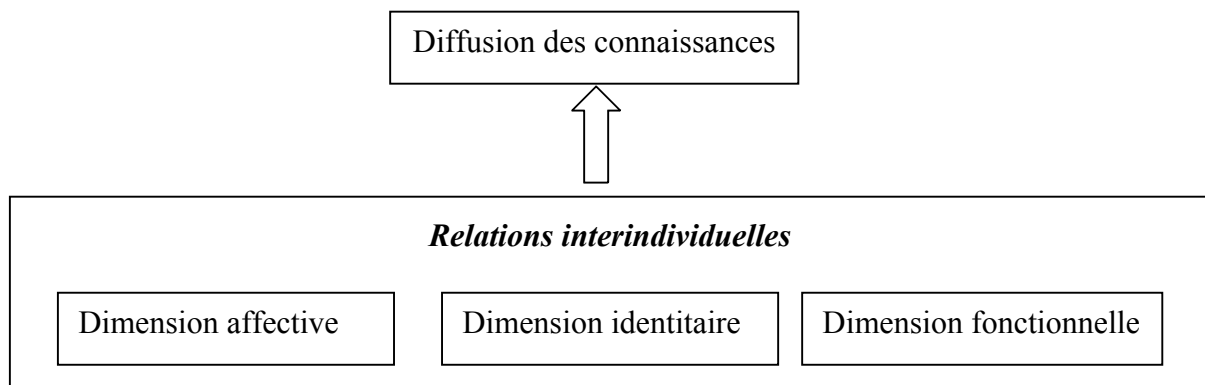 Diffusion des connaissances
Relations interindividuelles
Dimension affective
Dimension identitaire
Dimension fonctionnelle